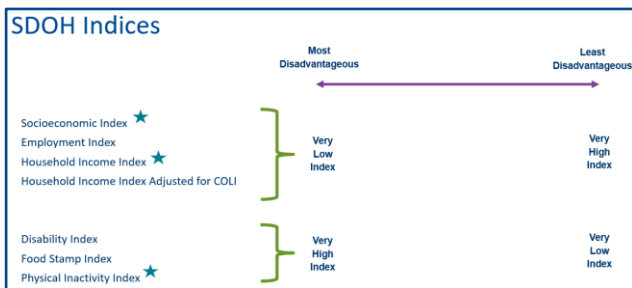 SDOH Indices
Most
Disadvantageous
Least
Disadvantageous
Socioeconomic Index
Employment Index
Household Income Index
Household Income Index Adjusted for COLI
Very
Low
Index
Very
High
Index
Disability Index
Food Stamp Index
Physical Inactivity Index
Very
High
Index
Very
Low
Index